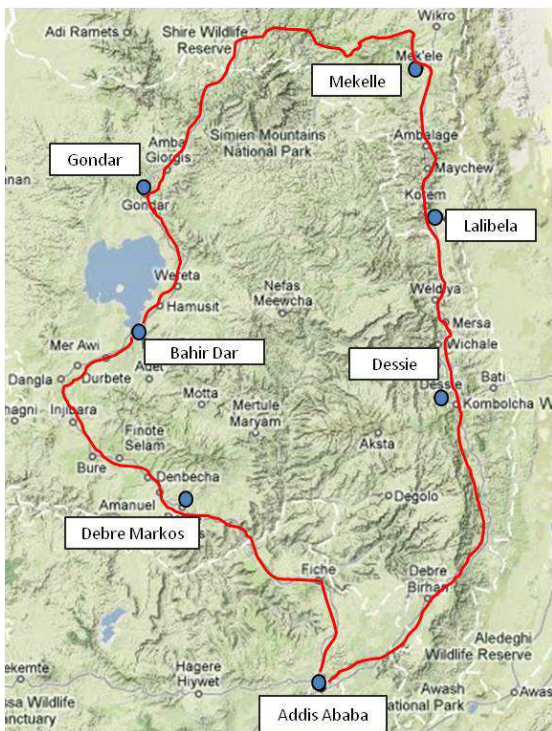 Adi Ramets
Shire Wildlife
Reserve
Wikro
Mek'ele
Mekelle
Simien Mountains
National Park
Amba
Giorgis
Ambalage
Gondar
Maychew
Gondar
Korem
Lalibela
Wereta
Nefas
Meewcha
Weldiya
Hamusit
Mersa
Bahir Dar
Wichale
Mer Awi
Adet
Dessie
Dangla
Durbete
Dessie
Bati
Injibara
Motta
Mertule
Maryam
Kombolcha
Finote
Selam
Aksta
Bure
Denbecha
Degolo
Amanuel
Debre Markos
Fiche
Debre
Birhan
Aledeghi
Wildlife Reserve
Hagere
Hiywet
Awash
National Park
Addis Ababa